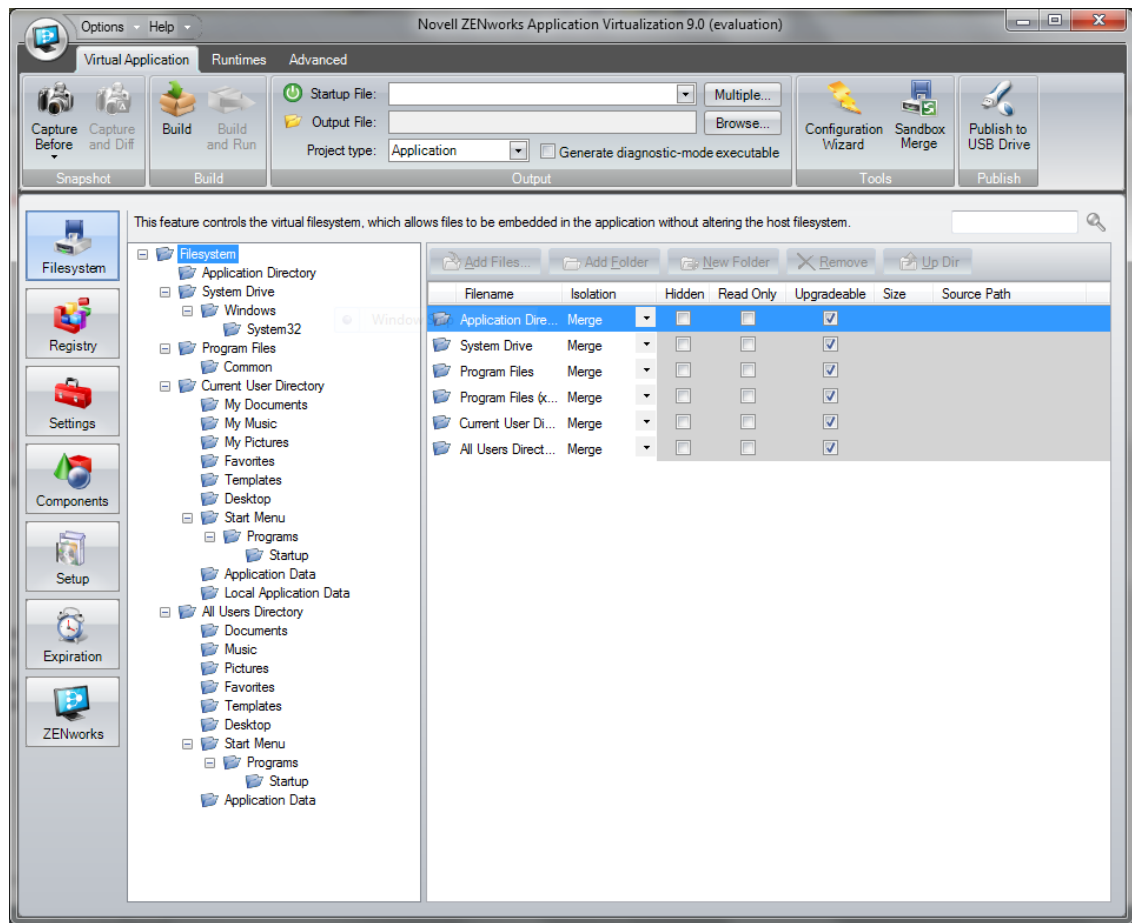 Options Help Novell ZENworks Application Virtualization 9.0 (evaluation)
Virtual Application Runtimes Advanced
Capture Before
Capture and Diff
Snapshot
Build
Build and Run
Build
Startup File: Multiple...
Output File: Browse...
Project type: Application Generate diagnostic-mode executable
Output
Configuration Wizard
Sandbox Merge
Tools
Publish to USB Drive
Publish
Filesystem
Registry
Settings
Components
Setup
Expiration
ZENworks
This feature controls the virtual filesystem, which allows files to be embedded in the application without altering the host filesystem.
Filesystem
Application Directory
System Drive
Windows
System32
Program Files
Common
Current User Directory
My Documents
My Music
My Pictures
Favorites
Templates
Desktop
Start Menu
Programs
Startup
Application Data
Local Application Data
All Users Directory
Documents
Music
Pictures
Favorites
Templates
Desktop
Start Menu
Programs
Startup
Application Data
Add Files... Add Folder New Folder Remove Up Dir
Filename Isolation Hidden Read Only Upgradeable Size Source Path
Application Dire... Merge
System Drive Merge
Program Files Merge
Program Files (x... Merge
Current User Di... Merge
All Users Direct... Merge